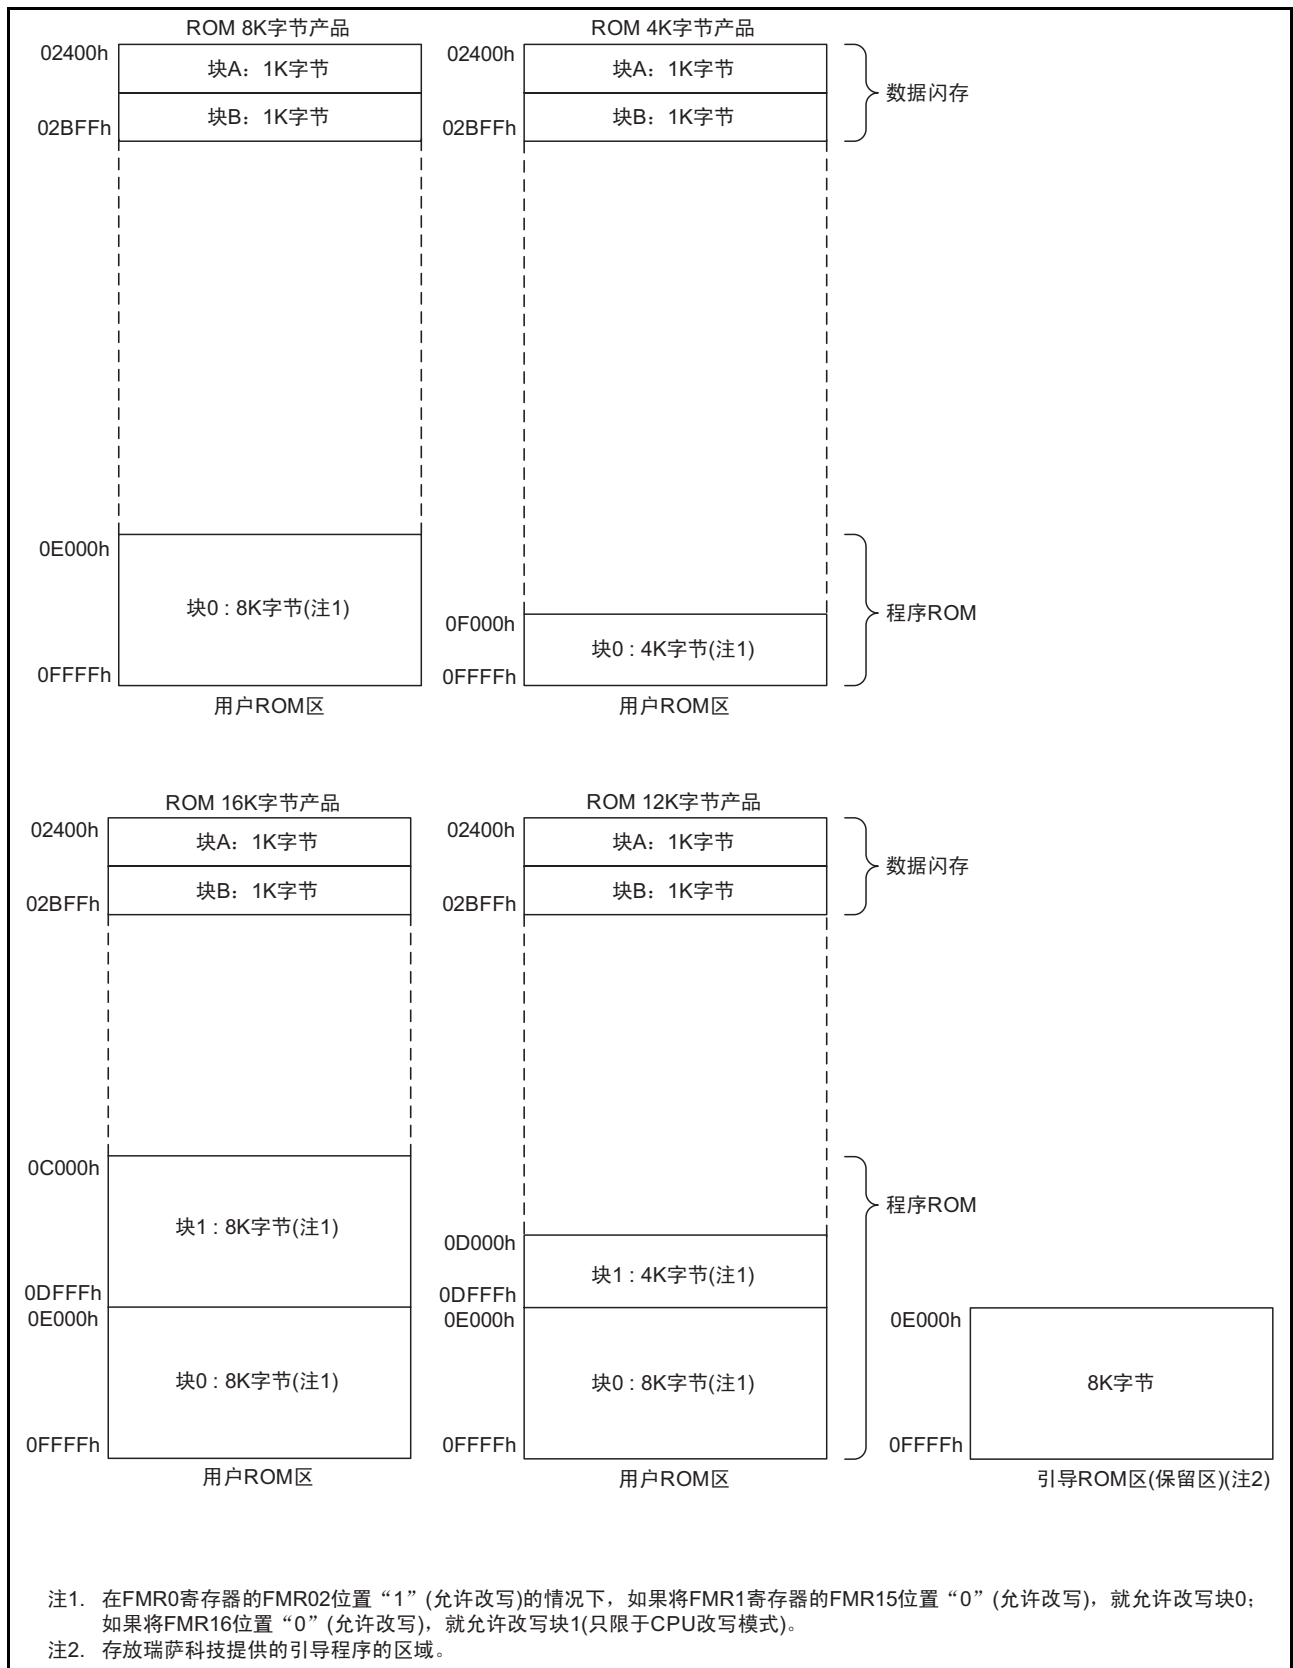 ROM 8K字节产品
02400h
块A：1K字节
块B：1K字节
02BFFh
0E000h
块0 : 8K字节(注1)
0FFFFh
用户ROM区
ROM 4K字节产品
02400h
块A：1K字节
块B：1K字节
02BFFh
数据闪存
0F000h
块0 : 4K字节(注1)
0FFFFh
程序ROM
用户ROM区
ROM 16K字节产品
02400h
块A：1K字节
块B：1K字节
02BFFh
0C000h
块1 : 8K字节(注1)
0DFFFh
0E000h
块0 : 8K字节(注1)
0FFFFh
用户ROM区
ROM 12K字节产品
02400h
块A：1K字节
块B：1K字节
02BFFh
数据闪存
0D000h
块1 : 4K字节(注1)
0DFFFh
0E000h
块0 : 8K字节(注1)
0FFFFh
程序ROM
用户ROM区
0E000h
8K字节
0FFFFh
引导ROM区(保留区)(注2)
注1. 在FMR0寄存器的FMR02位置“1”(允许改写)的情况下，如果将FMR1寄存器的FMR15位置“0”(允许改写)，就允许改写块0；
如果将FMR16位置“0”(允许改写)，就允许改写块1(只限于CPU改写模式)。
注2. 存放瑞萨科技提供的引导程序的区域。